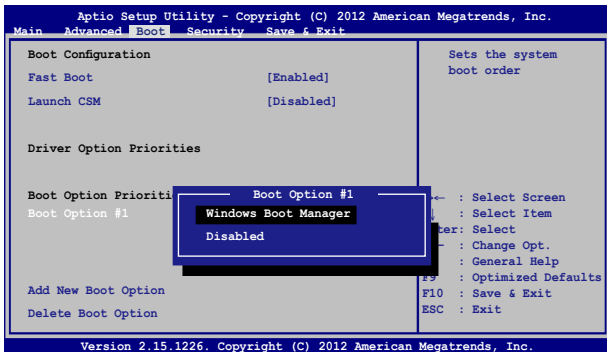 Aptio Setup Utility - Copyright (C) 2012 American Megatrends, Inc.
Main Advanced Boot Security Save & Exit
Boot Configuration
Fast Boot [Enabled]
Launch CSM [Disabled]
Driver Option Priorities
Boot Option Prioriti
Boot Option #1
Boot Option #1
Windows Boot Manager
Disabled
Add New Boot Option
Delete Boot Option
Sets the system
boot order
→← : Select Screen
: Select Item
ter: Select
: Change Opt.
: General Help
F9 : Optimized Defaults
F10 : Save & Exit
ESC : Exit
Version 2.15.1226. Copyright (C) 2012 American Megatrends, Inc.